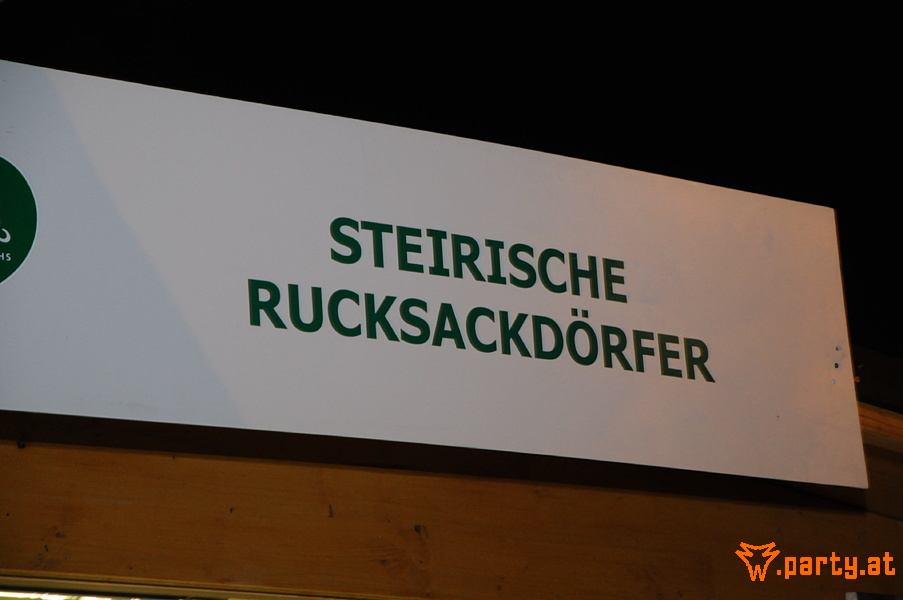 STEIRISCHE
RUCKSACKDÖRFER
.party.at